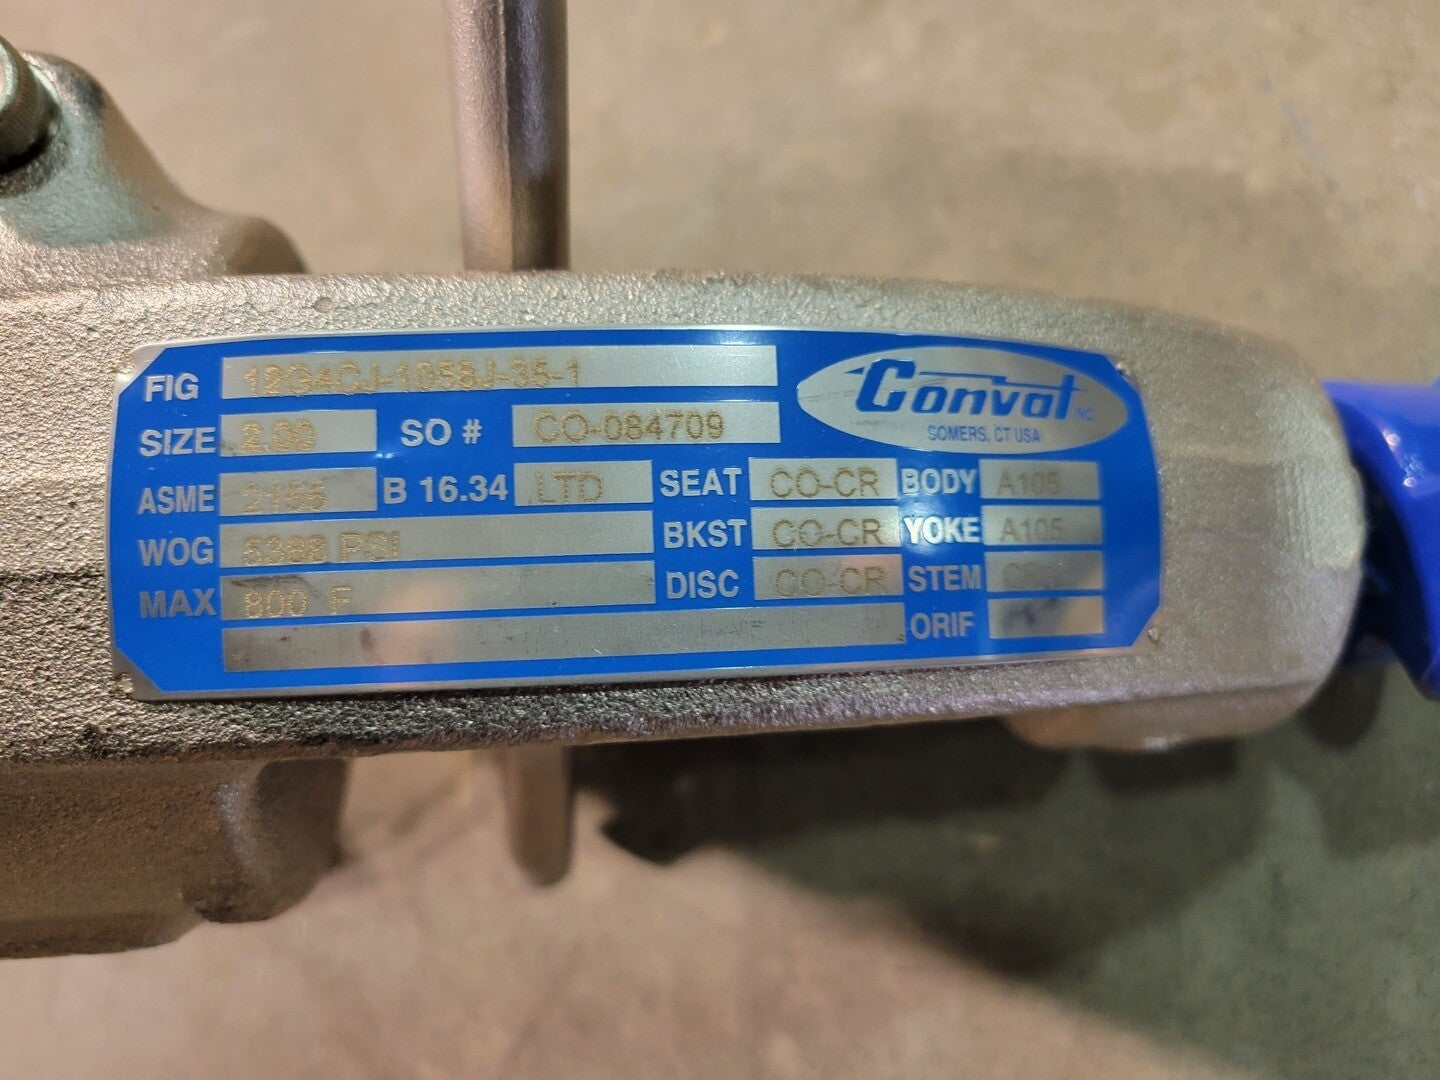 FIG 12G4CJ-1058J-35-1
Conval INC.
SOMERS, CT USA
SIZE 2.00 SO # CO-084709
ASME 2155 B 16.34 LTD SEAT CO-CR BODY A105
WOG 5388 PSI BKST CO-CR YOKE A105
MAX 800 F DISC CO-CR STEM
ORIF